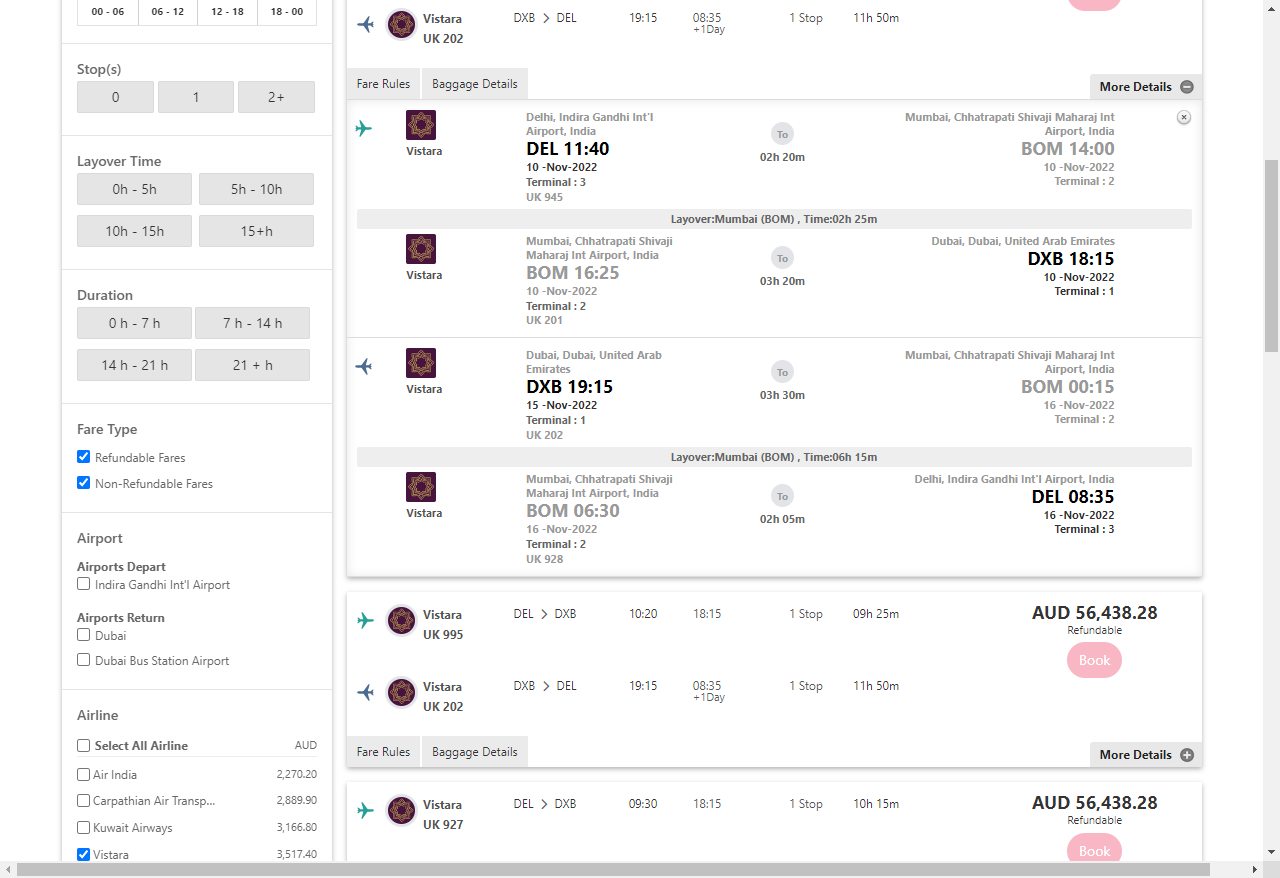 00 - 06
06 - 12
12 - 18
18 - 00
Stop(s)
0
1
2+
Layover Time
0h - 5h
5h - 10h
10h - 15h
15+h
Duration
0 h - 7 h
7 h - 14 h
14 h - 21 h
21 + h
Fare Type
Refundable Fares
Non-Refundable Fares
Airport
Airports Depart
Indira Gandhi Int'l Airport
Airports Return
Dubai
Dubai Bus Station Airport
Airline
Select All Airline AUD
Air India 2,270.20
Carpathian Air Transp... 2,889.90
Kuwait Airways 3,166.80
Vistara 3,517.40
Vistara
UK 202
DXB > DEL
19:15
08:35
+1Day
1 Stop
11h 50m
Fare Rules
Baggage Details
More Details
Vistara
Delhi, Indira Gandhi Int'l
Airport, India
DEL 11:40
10 -Nov-2022
Terminal : 3
UK 945
To
02h 20m
Mumbai, Chhatrapati Shivaji Maharaj Int
Airport, India
BOM 14:00
10 -Nov-2022
Terminal : 2
Layover:Mumbai (BOM) , Time:02h 25m
Vistara
Mumbai, Chhatrapati Shivaji
Maharaj Int Airport, India
BOM 16:25
10 -Nov-2022
Terminal : 2
UK 201
To
03h 20m
Dubai, Dubai, United Arab Emirates
DXB 18:15
10 -Nov-2022
Terminal : 1
Vistara
Dubai, Dubai, United Arab
Emirates
DXB 19:15
15 -Nov-2022
Terminal : 1
UK 202
To
03h 30m
Mumbai, Chhatrapati Shivaji Maharaj Int
Airport, India
BOM 00:15
16 -Nov-2022
Terminal : 2
Layover:Mumbai (BOM) , Time:06h 15m
Vistara
Mumbai, Chhatrapati Shivaji
Maharaj Int Airport, India
BOM 06:30
16 -Nov-2022
Terminal : 2
UK 928
To
02h 05m
Delhi, Indira Gandhi Int'l Airport, India
DEL 08:35
16 -Nov-2022
Terminal : 3
Vistara
UK 995
DEL > DXB
10:20
18:15
1 Stop
09h 25m
AUD 56,438.28
Refundable
Book
Vistara
UK 202
DXB > DEL
19:15
08:35
+1Day
1 Stop
11h 50m
Fare Rules
Baggage Details
More Details
Vistara
UK 927
DEL > DXB
09:30
18:15
1 Stop
10h 15m
AUD 56,438.28
Refundable
Book